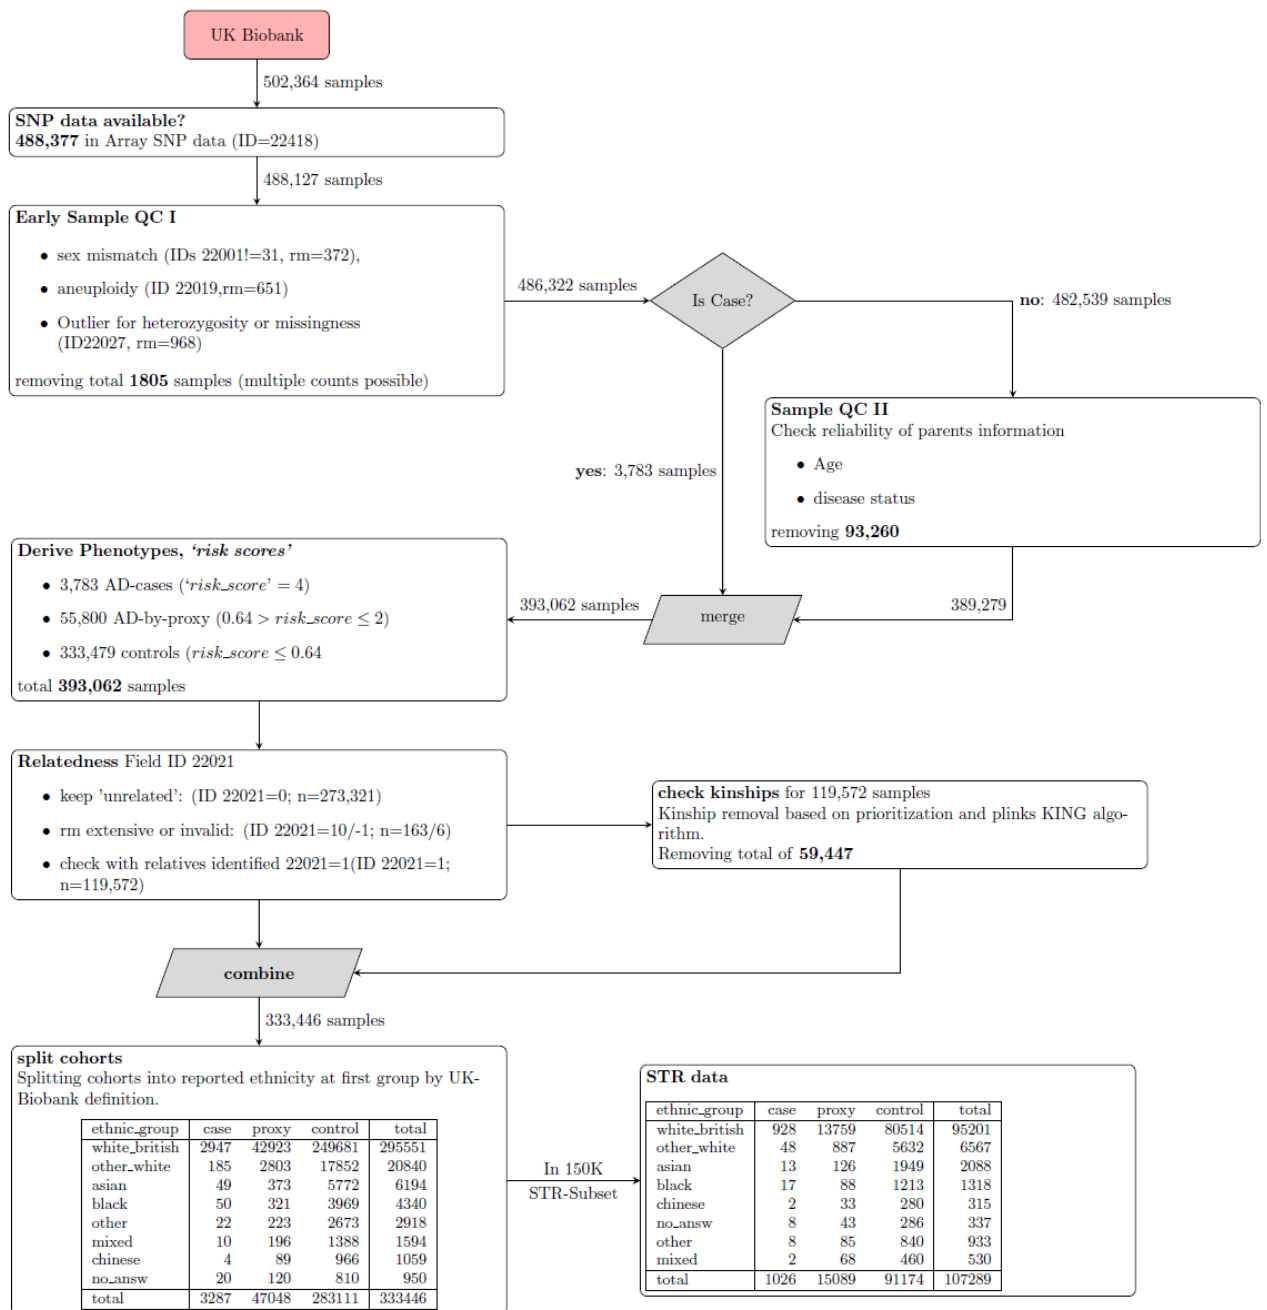 UK Biobank
502,364 samples
SNP data available?
488,377 in Array SNP data (ID=22418)
488,127 samples
Early Sample QC I
• sex mismatch (IDs 22001!=31, rm=372),
• aneuploidy (ID 22019,rm=651)
• Outlier for heterozygosity or missingness
(ID22027, rm=968)
removing total 1805 samples (multiple counts possible)
486,322 samples
Is Case?
no: 482,539 samples
Sample QC II
Check reliability of parents information
• Age
• disease status
removing 93,260
yes: 3,783 samples
389,279
merge
393,062 samples
Derive Phenotypes, ‘risk scores’
• 3,783 AD-cases (‘risk_score’ = 4)
• 55,800 AD-by-proxy (0.64 > risk_score ≤ 2)
• 333,479 controls (risk_score ≤ 0.64
total 393,062 samples
Relatedness Field ID 22021
• keep 'unrelated': (ID 22021=0; n=273,321)
• rm extensive or invalid: (ID 22021=10/-1; n=163/6)
• check with relatives identified 22021=1(ID 22021=1;
n=119,572)
check kinships for 119,572 samples
Kinship removal based on prioritization and plinks KING algo-
rithm.
Removing total of 59,447
combine
333,446 samples
split cohorts
Splitting cohorts into reported ethnicity at first group by UK-
Biobank definition.
ethnic_group case proxy control total
white_british 2947 42923 249681 295551
other_white 185 2803 17852 20840
asian 49 373 5772 6194
black 50 321 3969 4340
other 22 223 2673 2918
mixed 10 196 1388 1594
chinese 4 89 966 1059
no_answ 20 120 810 950
total 3287 47048 283111 333446
In 150K
STR-Subset
STR data
ethnic_group case proxy control total
white_british 928 13759 80514 95201
other_white 48 887 5632 6567
asian 13 126 1949 2088
black 17 88 1213 1318
chinese 2 33 280 315
no_answ 8 43 286 337
other 8 85 840 933
mixed 2 68 460 530
total 1026 15089 91174 107289